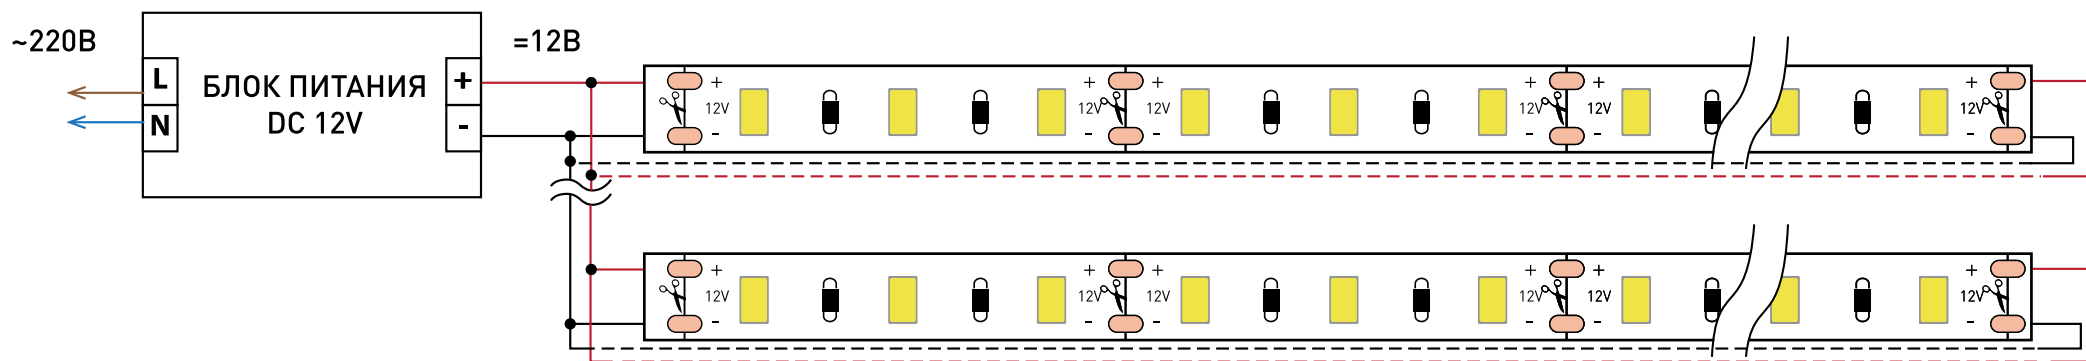 ~220В
=12В
L
N
БЛОК ПИТАНИЯ
DC 12V
+
-
+ + + + + +
12V 12V 12V 12V 12V 12V
- - - - - -
+ + + + + +
12V 12V 12V 12V 12V 12V
- - - - - -